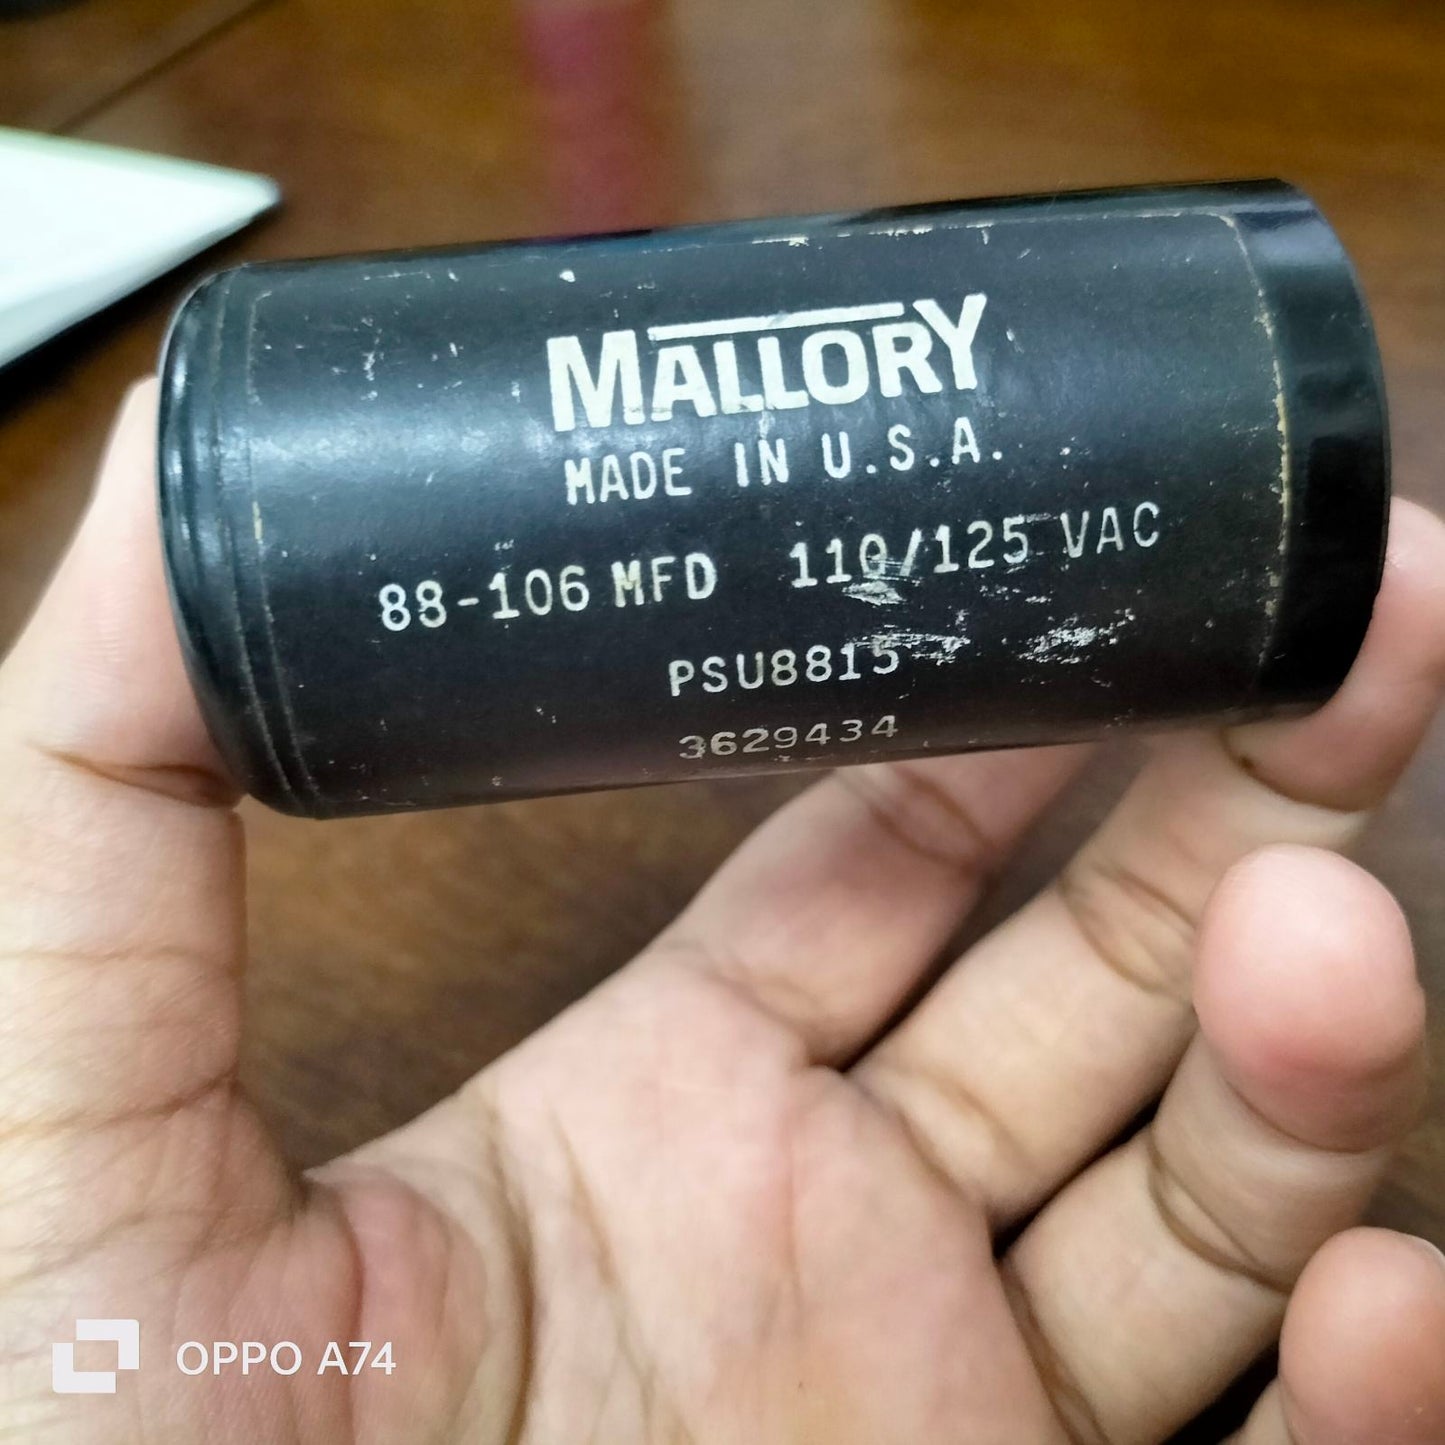 MALLORY
MADE IN U.S.A.
88-106 MFD 110/125 VAC
PSU8815
3629434
OPPO A74